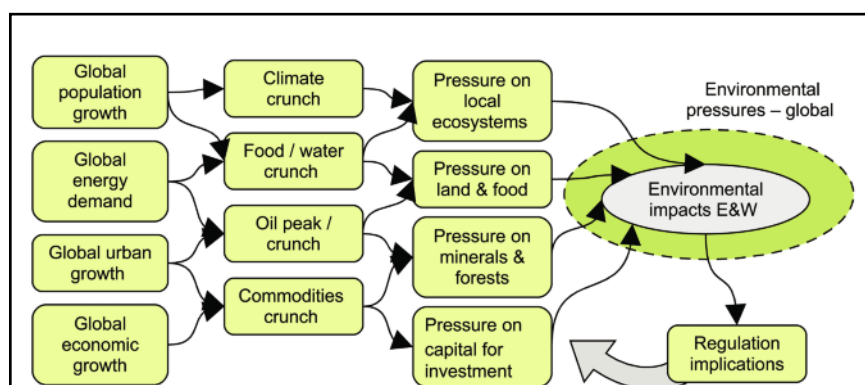 Global
population
growth
Global
energy
demand
Global urban
growth
Global
economic
growth
Climate
crunch
Food / water
crunch
Oil peak /
crunch
Commodities
crunch
Pressure on
local
ecosystems
Pressure on
land & food
Pressure on
minerals &
forests
Pressure on
capital for
investment
Environmental
pressures – global
Environmental
impacts E&W
Regulation
implications